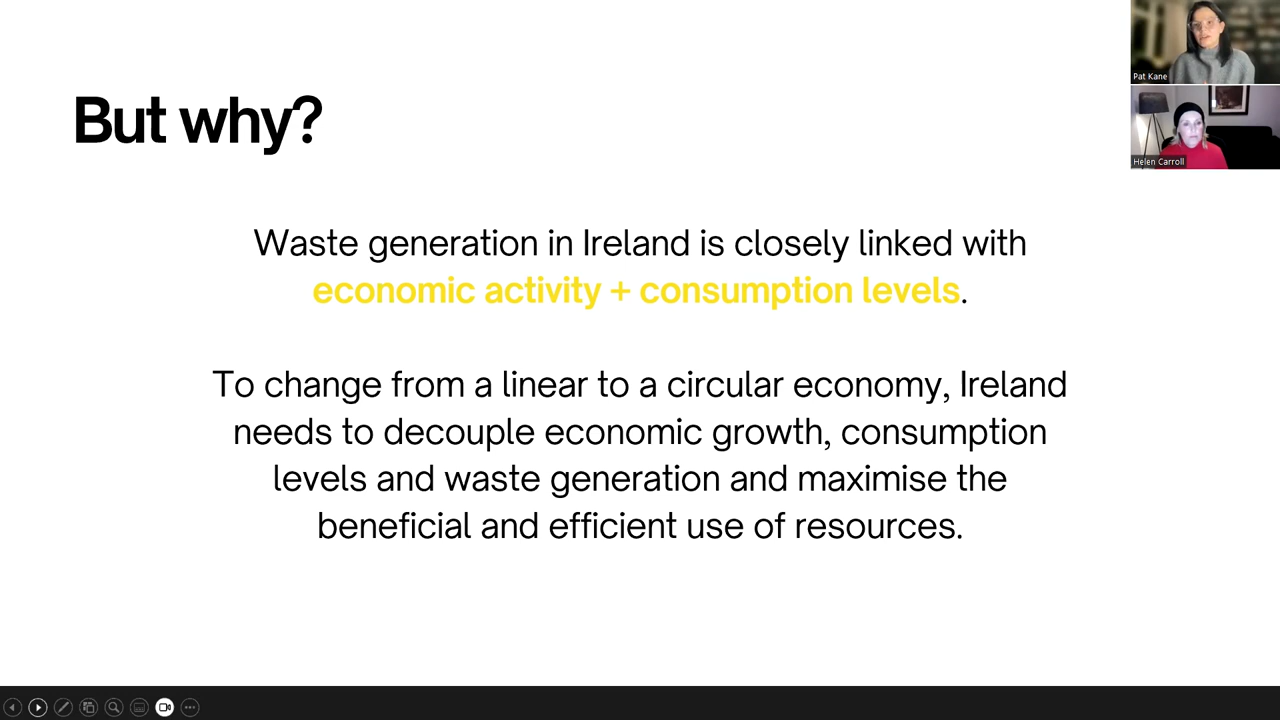 But why?
Waste generation in Ireland is closely linked with
economic activity + consumption levels.
To change from a linear to a circular economy, Ireland
needs to decouple economic growth, consumption
levels and waste generation and maximise the
beneficial and efficient use of resources.
Pat Kane
Helen Carroll